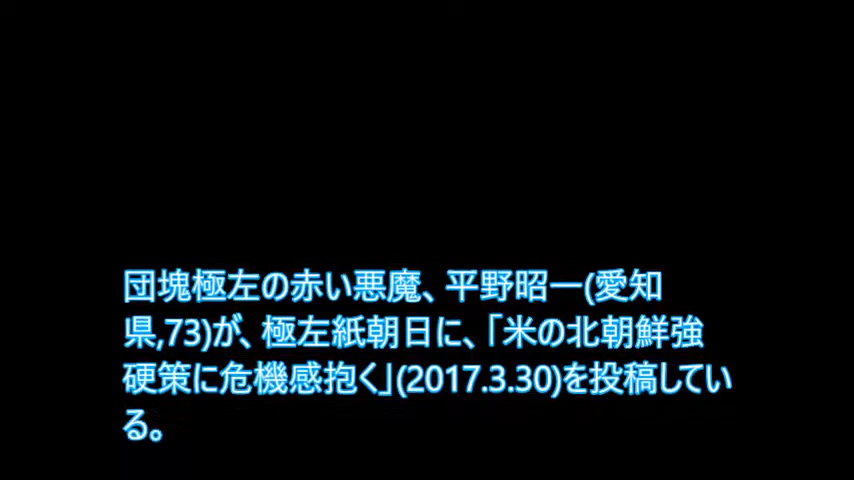 団塊極左の赤い悪魔、平野昭一(愛知
県,73)が、極左紙朝日に、「米の北朝鮮強
硬策に危機感抱く」(2017.3.30)を投稿してい
る。